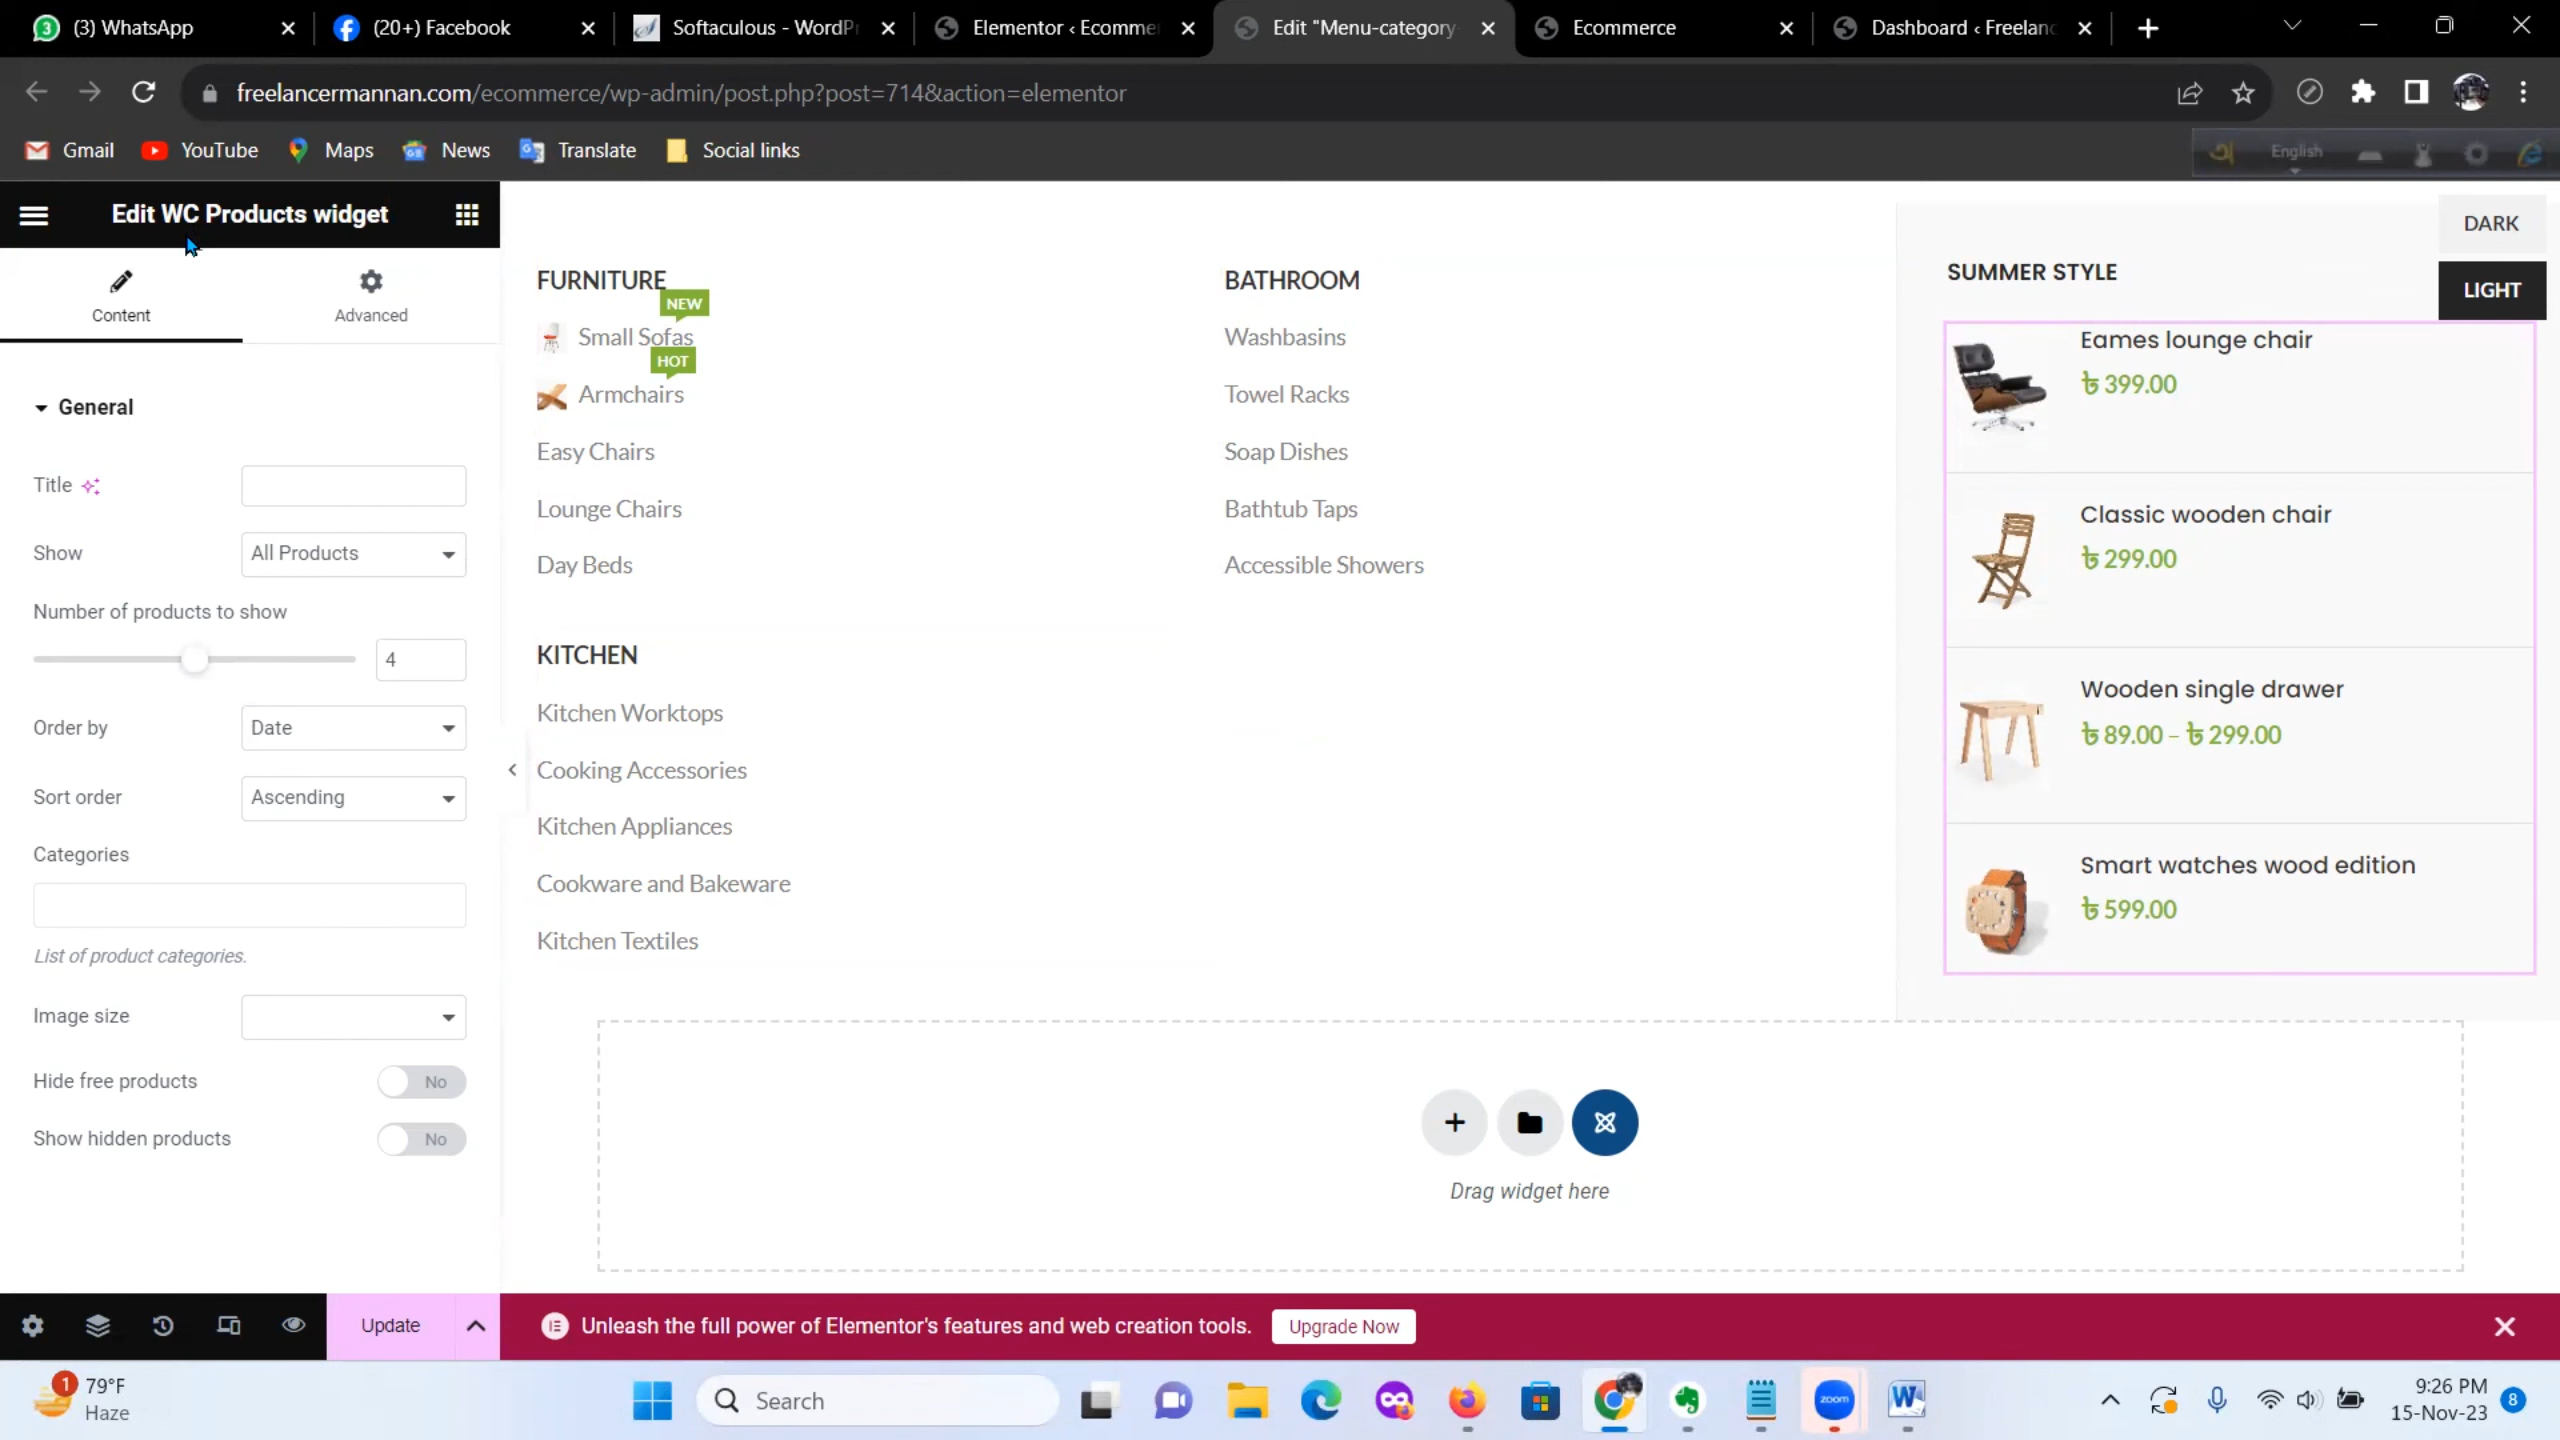 3 (3) WhatsApp
(20+) Facebook
Softaculous - WordPr
Elementor ‹ Ecommer
Edit "Menu-category
Ecommerce
Dashboard ‹ Freelanc
freelancermannan.com/ecommerce/wp-admin/post.php?post=714&action=elementor
Gmail
YouTube
Maps
News
Translate
Social links
English
Edit WC Products widget
Content
Advanced
General
Title
Show
All Products
Number of products to show
4
Order by
Date
Sort order
Ascending
Categories
List of product categories.
Image size
Hide free products
No
Show hidden products
No
Update
FURNITURE
NEW
Small Sofas
HOT
Armchairs
Easy Chairs
Lounge Chairs
Day Beds
KITCHEN
Kitchen Worktops
Cooking Accessories
Kitchen Appliances
Cookware and Bakeware
Kitchen Textiles
BATHROOM
Washbasins
Towel Racks
Soap Dishes
Bathtub Taps
Accessible Showers
SUMMER STYLE
DARK
LIGHT
Eames lounge chair
৳ 399.00
Classic wooden chair
৳ 299.00
Wooden single drawer
৳ 89.00 – ৳ 299.00
Smart watches wood edition
৳ 599.00
Drag widget here
Unleash the full power of Elementor's features and web creation tools.
Upgrade Now
1
79°F
Haze
Search
zoom
W
9:26 PM
15-Nov-23
8